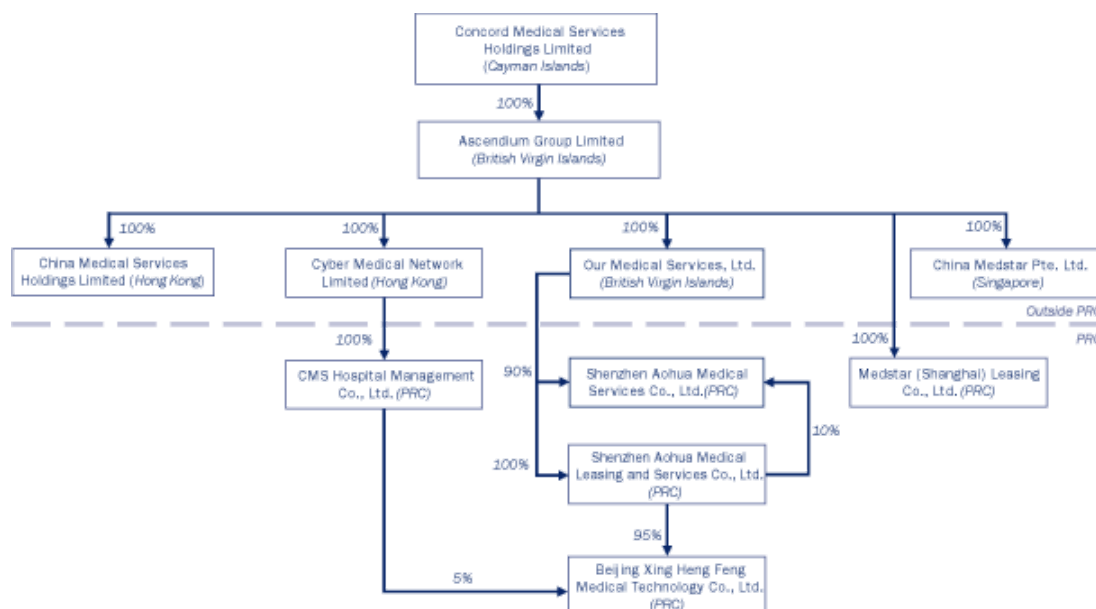 Concord Medical Services
Holdings Limited
(Cayman Islands)
100%
Ascendium Group Limited
(British Virgin Islands)
100%
100%
100%
100%
China Medical Services
Holdings Limited (Hong Kong)
Cyber Medical Network
Limited (Hong Kong)
Our Medical Services, Ltd.
(British Virgin Islands)
China Medstar Pte. Ltd.
(Singapore)
Outside PRC
PRC
100%
100%
CMS Hospital Management
Co., Ltd. (PRC)
90%
Shenzhen Aohua Medical
Services Co., Ltd.(PRC)
Medstar (Shanghai) Leasing
Co., Ltd. (PRC)
10%
100%
Shenzhen Aohua Medical
Leasing and Services Co., Ltd.
(PRC)
95%
5%
Beijing Xing Heng Feng
Medical Technology Co., Ltd.
(PRC)